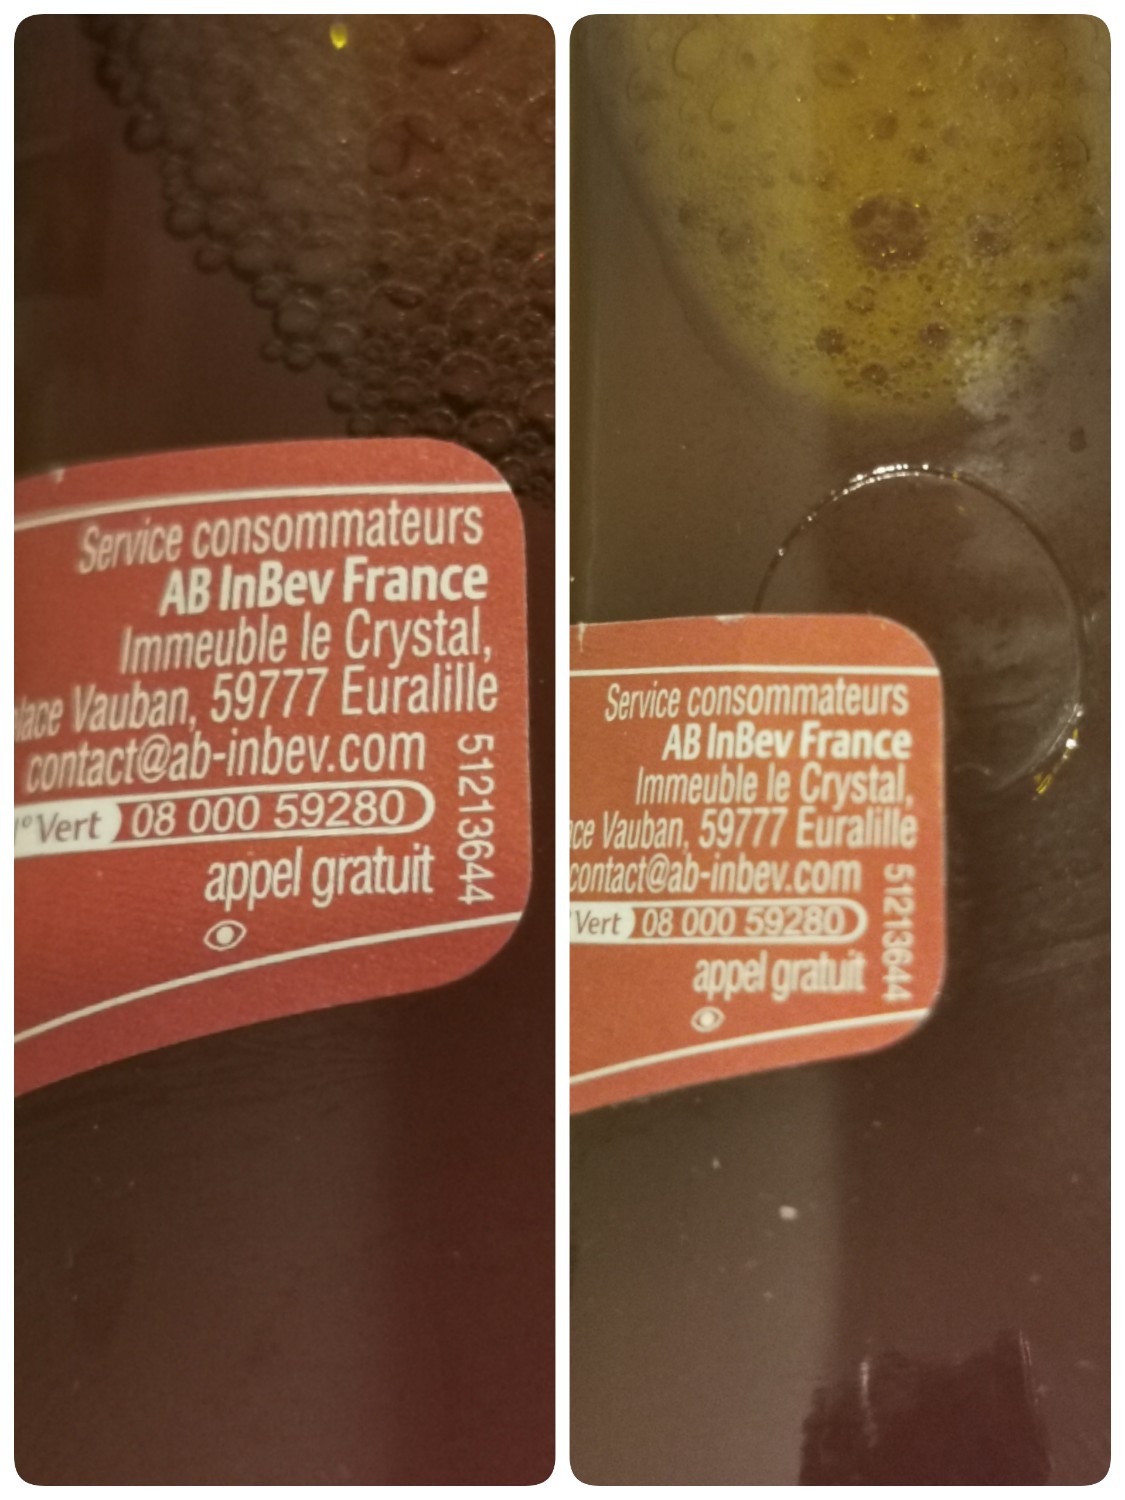 Service consommateurs
AB InBev France
Immeuble le Crystal,
Vauban, 59777 Euralille
contact@ab-inbev.com
Vert 08 000 59280
appel gratuit
51213644
Service consommateurs
AB InBev France
Immeuble le Crystal,
Vauban, 59777 Euralille
contact@ab-inbev.com
Vert 08 000 59280
appel gratuit
51213644